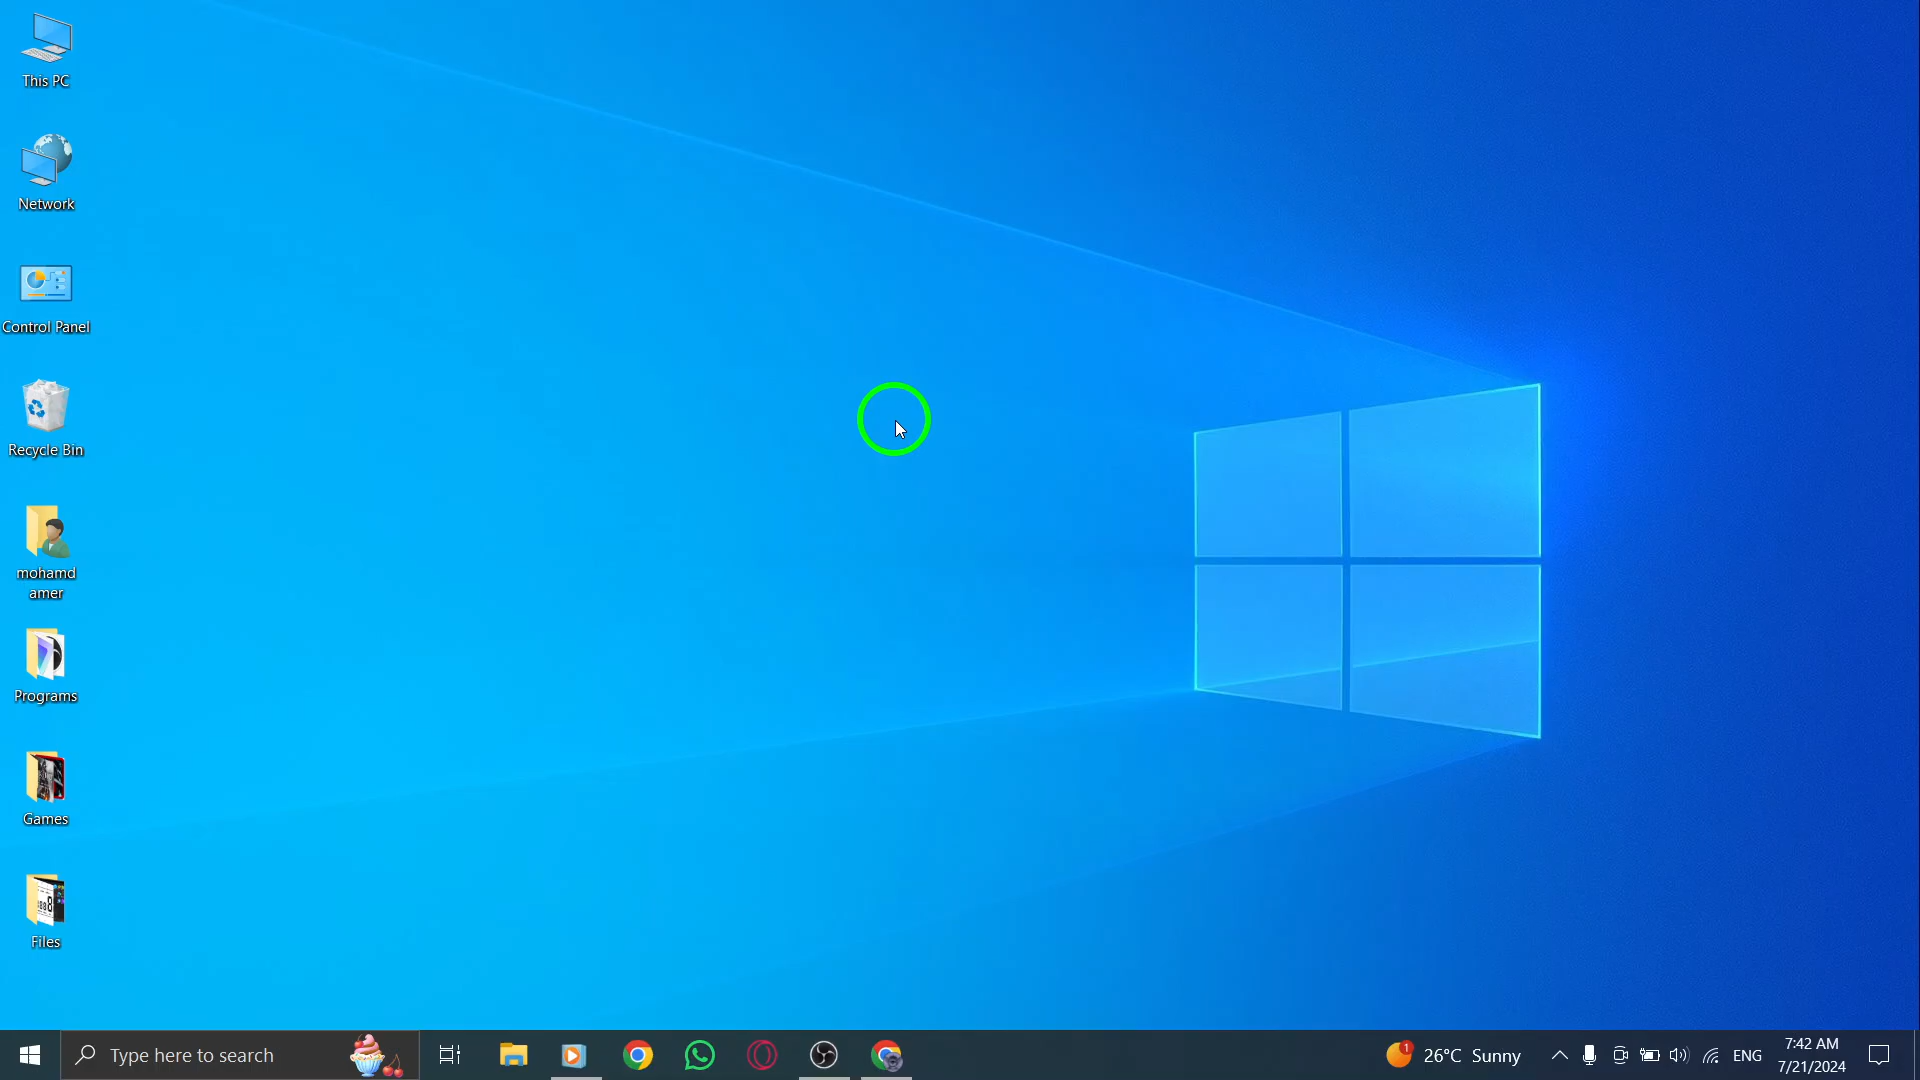 This PC
Network
Control Panel
Recycle Bin
mohamd
amer
Programs
Games
Files
Type here to search
1
26°C Sunny
ENG
7:42 AM
7/21/2024